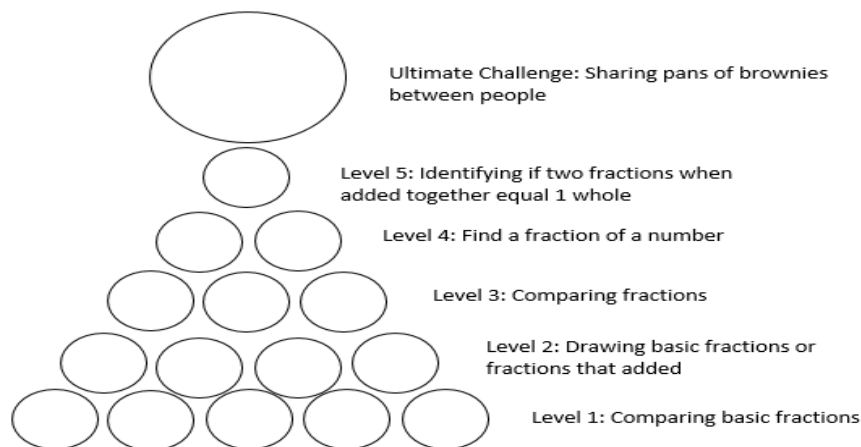 Ultimate Challenge: Sharing pans of brownies
between people
Level 5: Identifying if two fractions when
added together equal 1 whole
Level 4: Find a fraction of a number
Level 3: Comparing fractions
Level 2: Drawing basic fractions or
fractions that added
Level 1: Comparing basic fractions